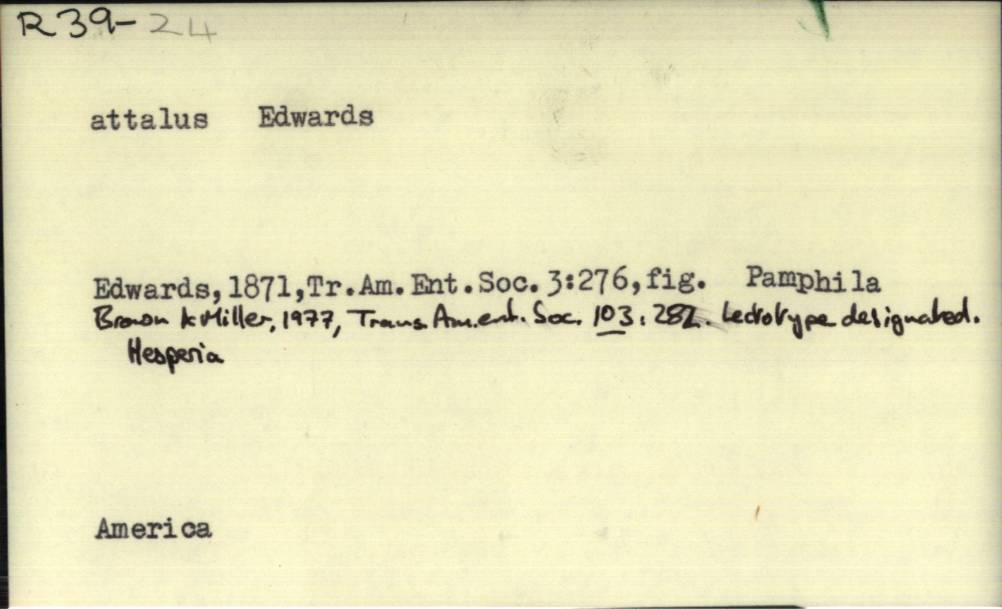 R39-24
attalus Edwards
Edwards, 1871, Tr. Am. Ent. Soc. 3:276, fig. Pamphila
Brown & Miller, 1977, Trans. Am. ent. Soc. 103: 282. Lectotype designated.
Hesperia
America